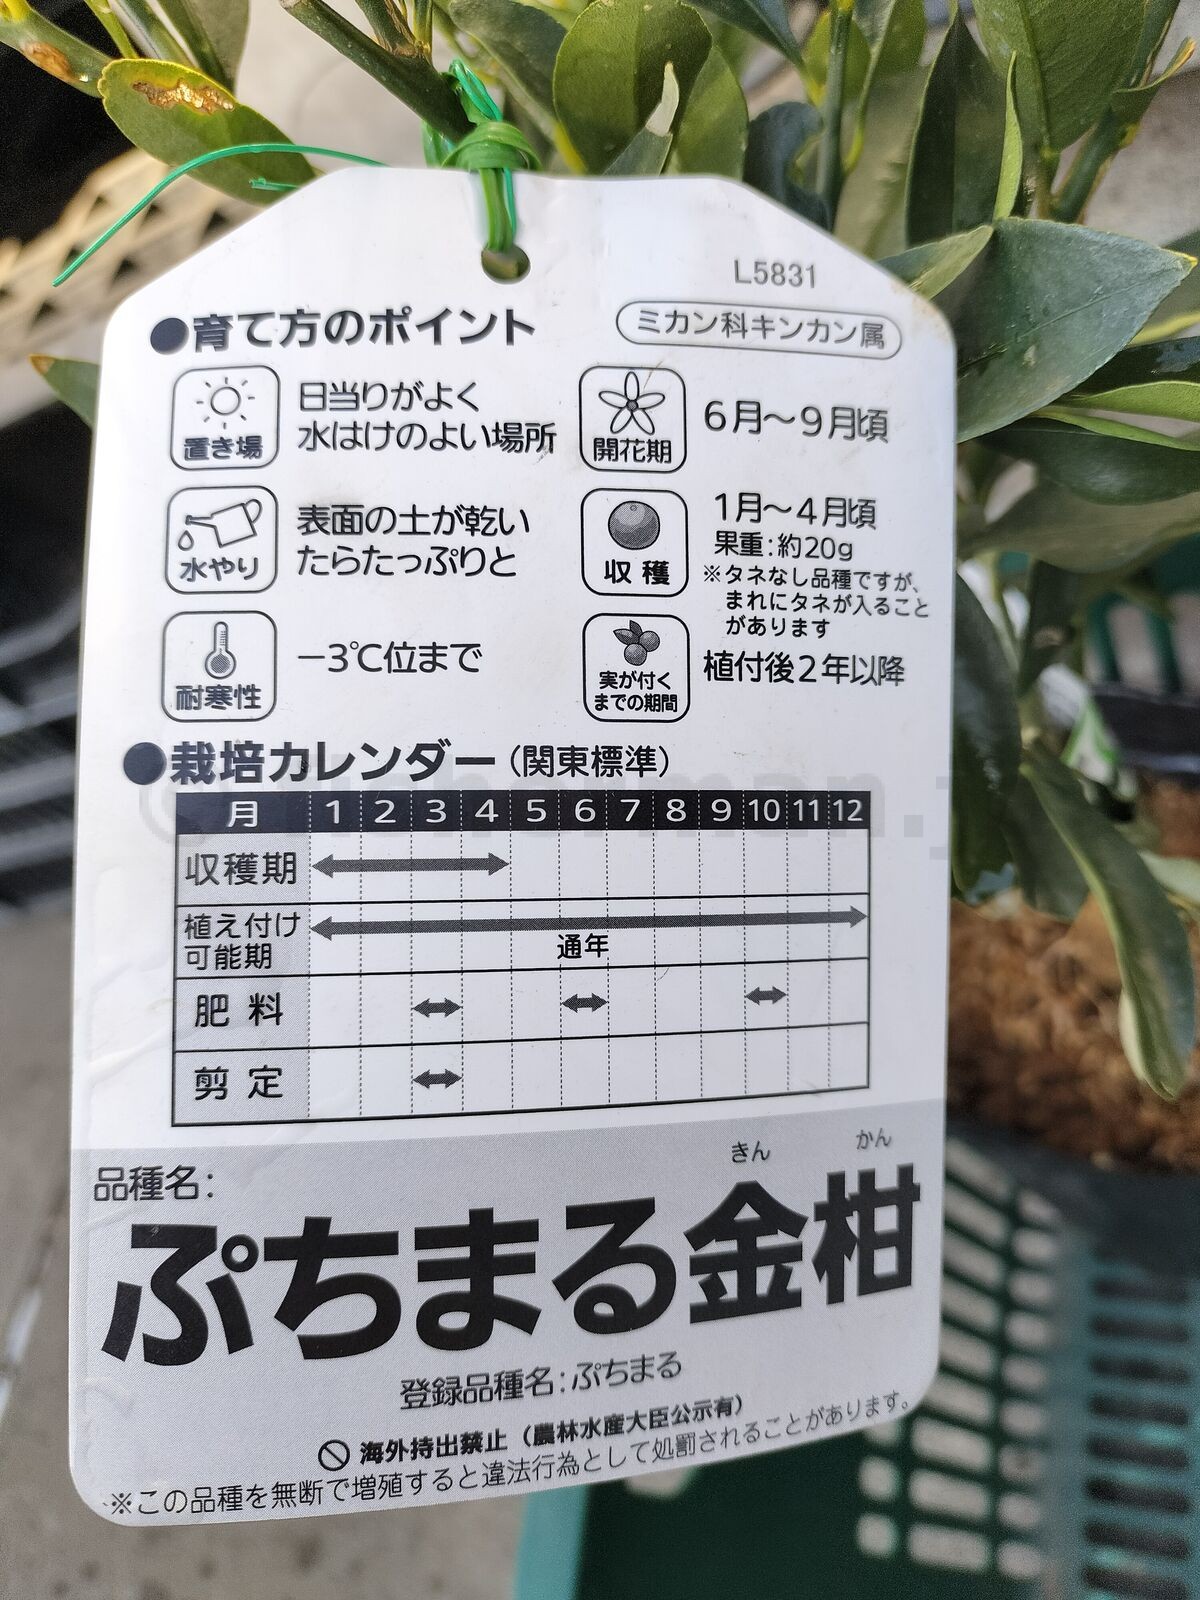 L5831
●育て方のポイント
ミカン科キンカン属
置き場
日当りがよく
水はけのよい場所
開花期
6月～9月頃
水やり
表面の土が乾い
たらたっぷりと
収穫
1月～4月頃
果重:約20g
※タネなし品種ですが、
まれにタネが入ること
があります
耐寒性
－3℃位まで
実が付く
までの期間
植付後2年以降
●栽培カレンダー（関東標準）
月 1 2 3 4 5 6 7 8 9 10 11 12
収穫期
植え付け
可能期
通年
肥料
剪定
きん かん
品種名:
ぷちまる金柑
登録品種名:ぷちまる
海外持出禁止（農林水産大臣公示有）
※この品種を無断で増殖すると違法行為として処罰されることがあります。